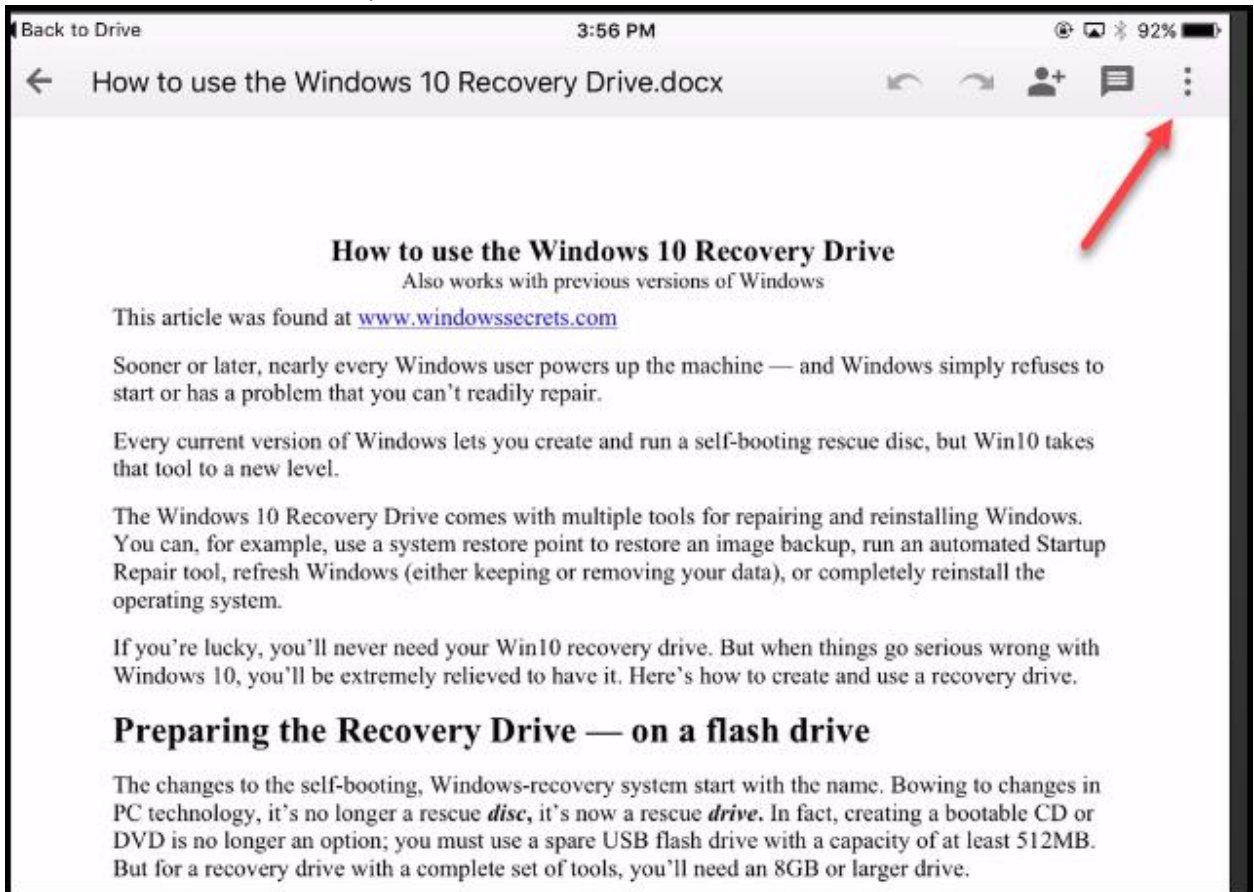 Back to Drive
3:56 PM
92%
How to use the Windows 10 Recovery Drive.docx
How to use the Windows 10 Recovery Drive
Also works with previous versions of Windows
This article was found at www.windowssecrets.com
Sooner or later, nearly every Windows user powers up the machine — and Windows simply refuses to
start or has a problem that you can’t readily repair.
Every current version of Windows lets you create and run a self-booting rescue disc, but Win10 takes
that tool to a new level.
The Windows 10 Recovery Drive comes with multiple tools for repairing and reinstalling Windows.
You can, for example, use a system restore point to restore an image backup, run an automated Startup
Repair tool, refresh Windows (either keeping or removing your data), or completely reinstall the
operating system.
If you’re lucky, you’ll never need your Win10 recovery drive. But when things go serious wrong with
Windows 10, you’ll be extremely relieved to have it. Here’s how to create and use a recovery drive.
Preparing the Recovery Drive — on a flash drive
The changes to the self-booting, Windows-recovery system start with the name. Bowing to changes in
PC technology, it’s no longer a rescue disc, it’s now a rescue drive. In fact, creating a bootable CD or
DVD is no longer an option; you must use a spare USB flash drive with a capacity of at least 512MB.
But for a recovery drive with a complete set of tools, you’ll need an 8GB or larger drive.